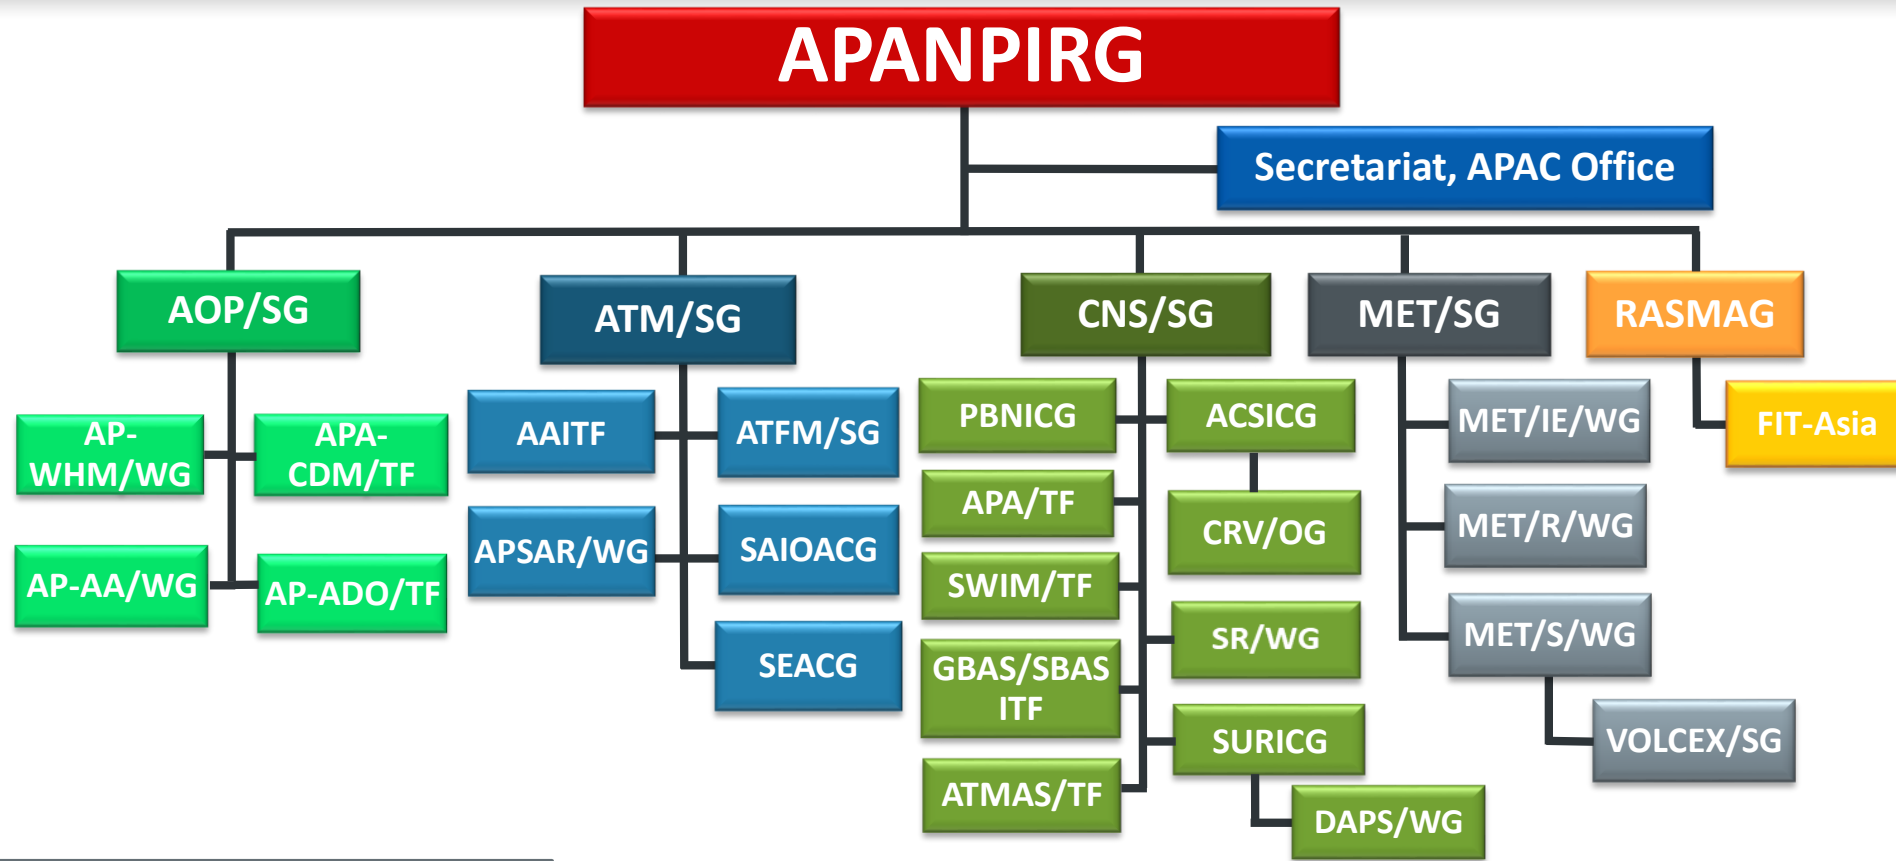 APANPIRG
Secretariat, APAC Office
AOP/SG
ATM/SG
CNS/SG
MET/SG
RASMAG
AP-
WHM/WG
APA-
CDM/TF
AP-AA/WG
AP-ADO/TF
AAITF
ATFM/SG
APSAR/WG
SAIOACG
SEACG
PBNICG
ACSICG
APA/TF
CRV/OG
SWIM/TF
SR/WG
GBAS/SBAS
ITF
SURICG
ATMAS/TF
DAPS/WG
MET/IE/WG
MET/R/WG
MET/S/WG
VOLCEX/SG
FIT-Asia